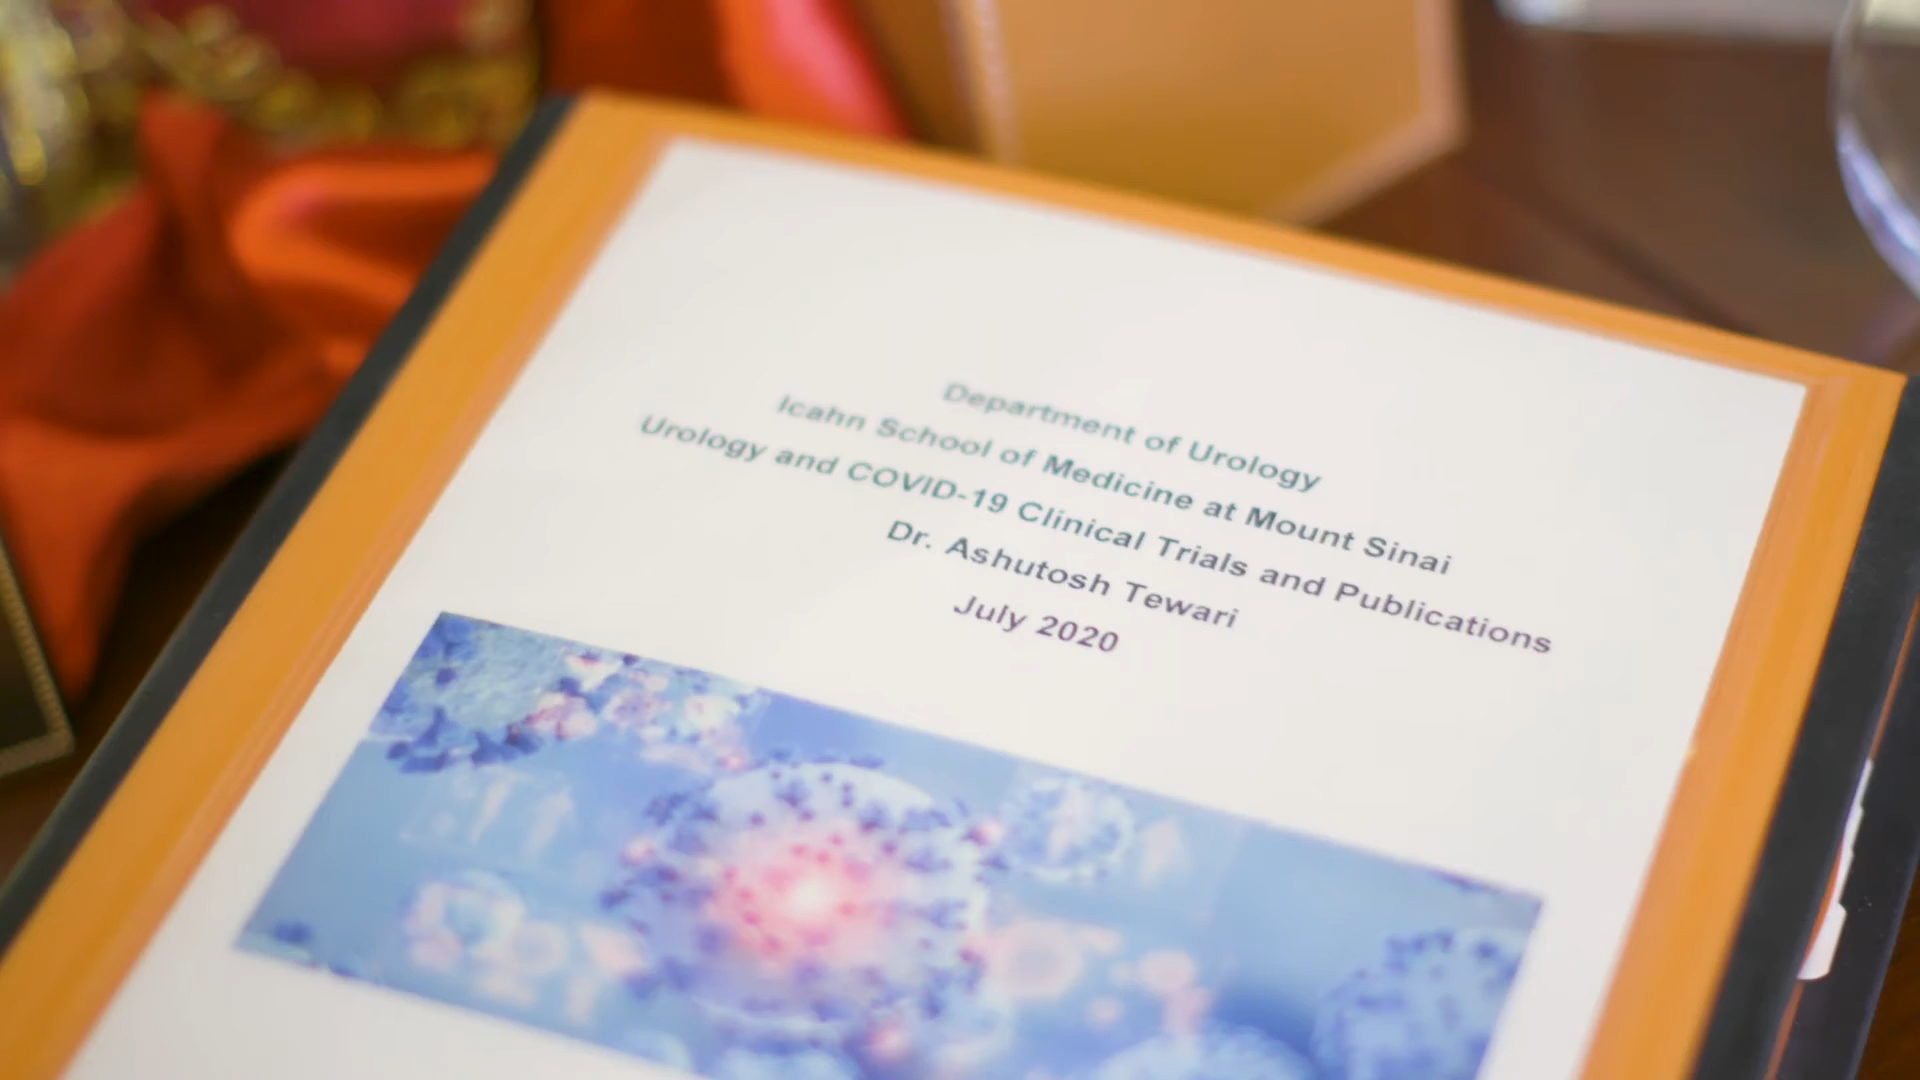 Department of Urology
Icahn School of Medicine at Mount Sinai
Urology and COVID-19 Clinical Trials and Publications
Dr. Ashutosh Tewari
July 2020